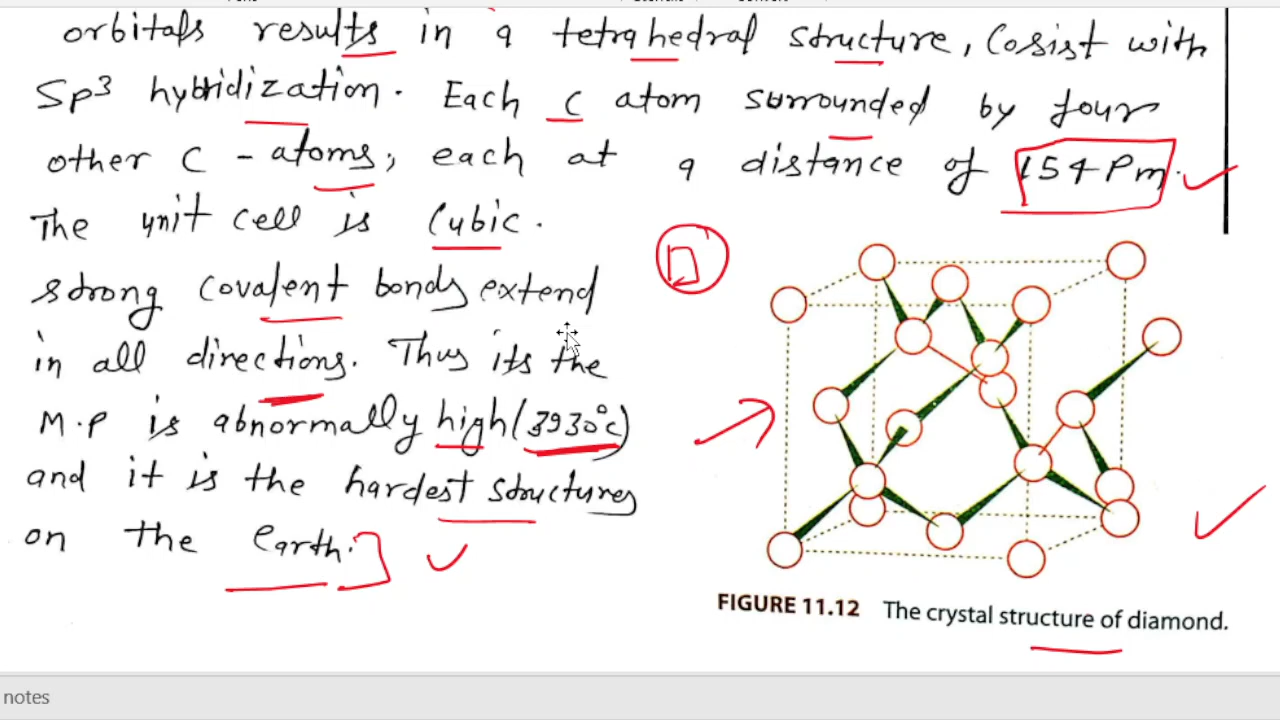 orbitals results in a tetrahedral structure, Cosist with
Sp³ hybridization. Each C atom surrounded by four
other C - atoms, each at a distance of 154 Pm.
The unit cell is Cubic.
strong covalent bonds extend
in all directions. Thus its the
M.P is abnormally high (3930°c)
and it is the hardest structures
on the earth.
FIGURE 11.12 The crystal structure of diamond.
notes